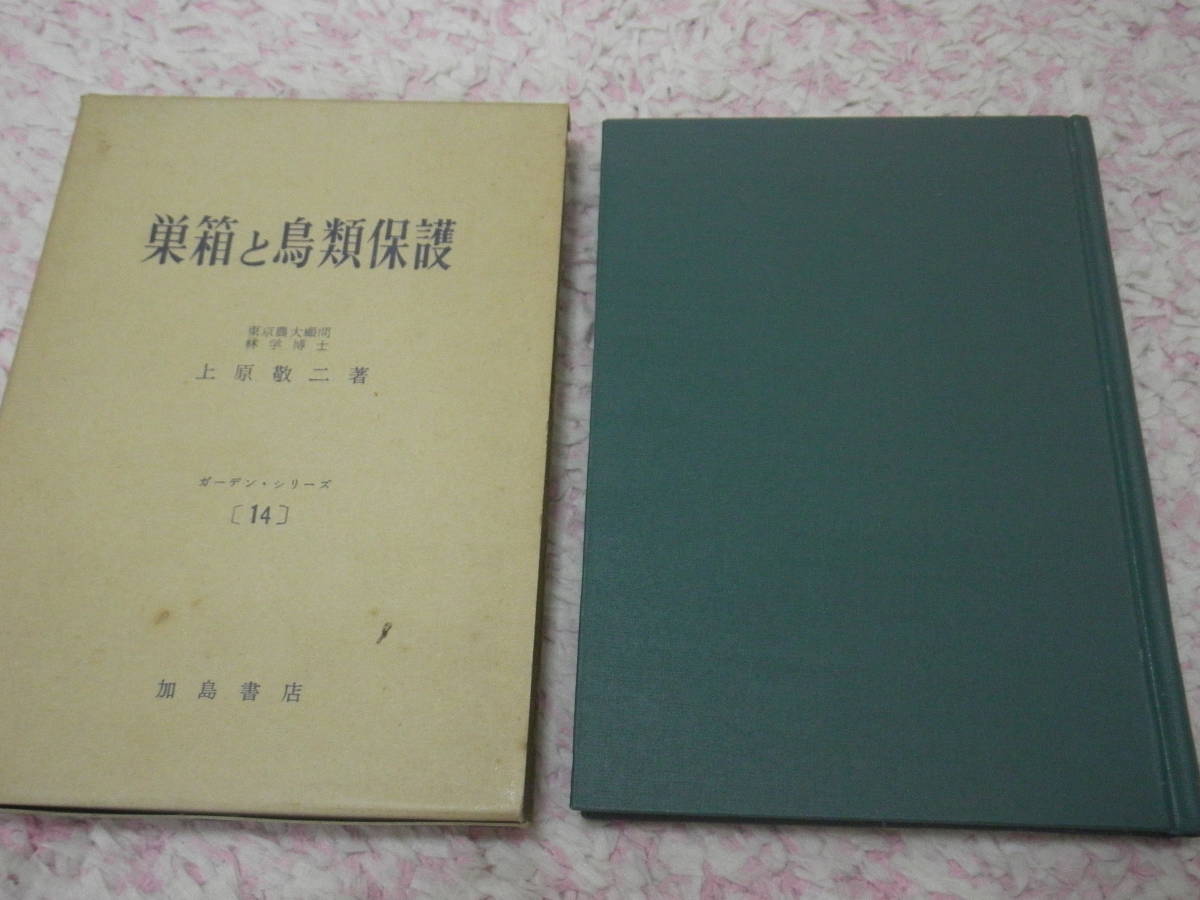 巣箱と鳥類保護
東京農大顧問
林学博士
上原敬二著
ガーデン・シリーズ
〔14〕
加島書店